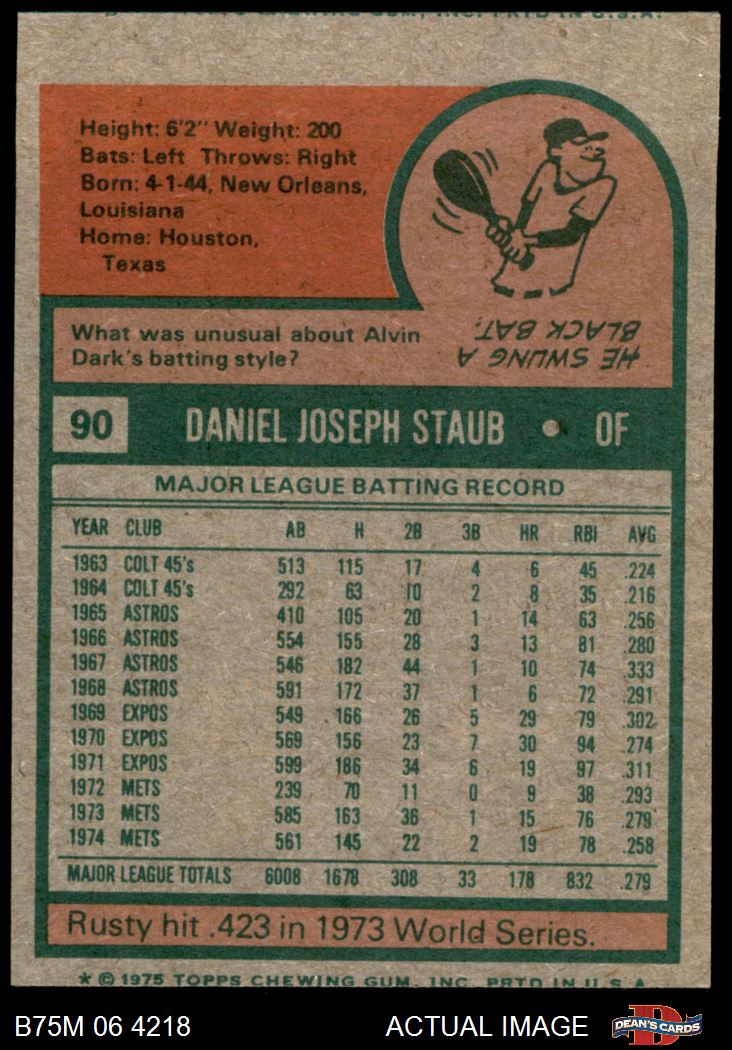 INC. PRTD IN U.S.A.
Height: 6'2" Weight: 200
Bats: Left Throws: Right
Born: 4-1-44, New Orleans,
Louisiana
Home: Houston,
Texas
HE SWUNG A
BLACK BAT.
What was unusual about Alvin
Dark's batting style?
90 DANIEL JOSEPH STAUB • OF
MAJOR LEAGUE BATTING RECORD
YEAR CLUB AB H 2B 3B HR RBI AVG
1963 COLT 45's 513 115 17 4 6 45 .224
1964 COLT 45's 292 63 10 2 8 35 .216
1965 ASTROS 410 105 20 1 14 63 .256
1966 ASTROS 554 155 28 3 13 81 .280
1967 ASTROS 546 182 44 1 10 74 .333
1968 ASTROS 591 172 37 1 6 72 .291
1969 EXPOS 549 166 26 5 29 79 .302
1970 EXPOS 569 156 23 7 30 94 .274
1971 EXPOS 599 186 34 6 19 97 .311
1972 METS 239 70 11 0 9 38 .293
1973 METS 585 163 36 1 15 76 .279
1974 METS 561 145 22 2 19 78 .258
MAJOR LEAGUE TOTALS 6008 1678 308 33 178 832 .279
Rusty hit .423 in 1973 World Series.
* © 1975 TOPPS CHEWING GUM, INC. PRTD IN U.S.A.
B75M 06 4218 ACTUAL IMAGE DEAN'S CARDS